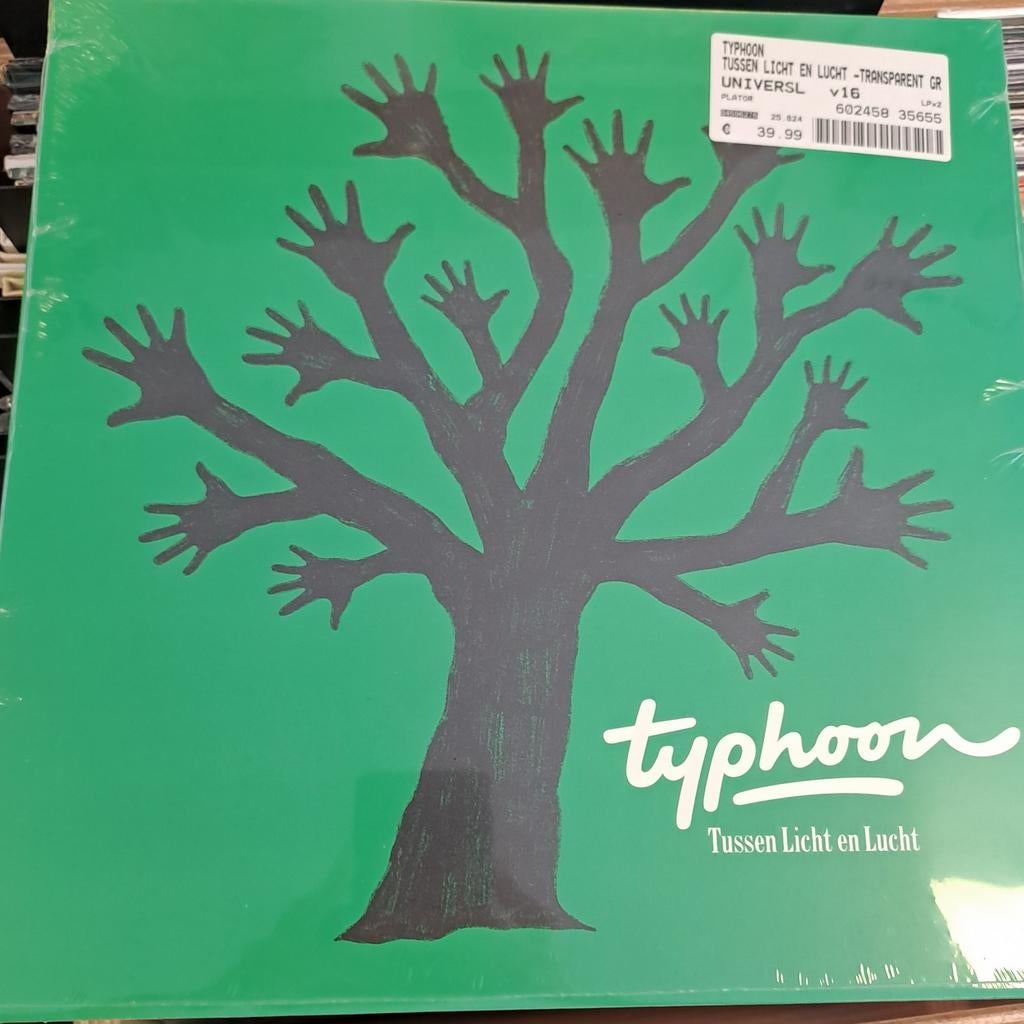 TYPHOON
TUSSEN LICHT EN LUCHT -TRANSPARENT GR
UNIVERSL v16
PLATOR LPx2
602458 35655
25.824
€ 39.99
typhoon
Tussen Licht en Lucht